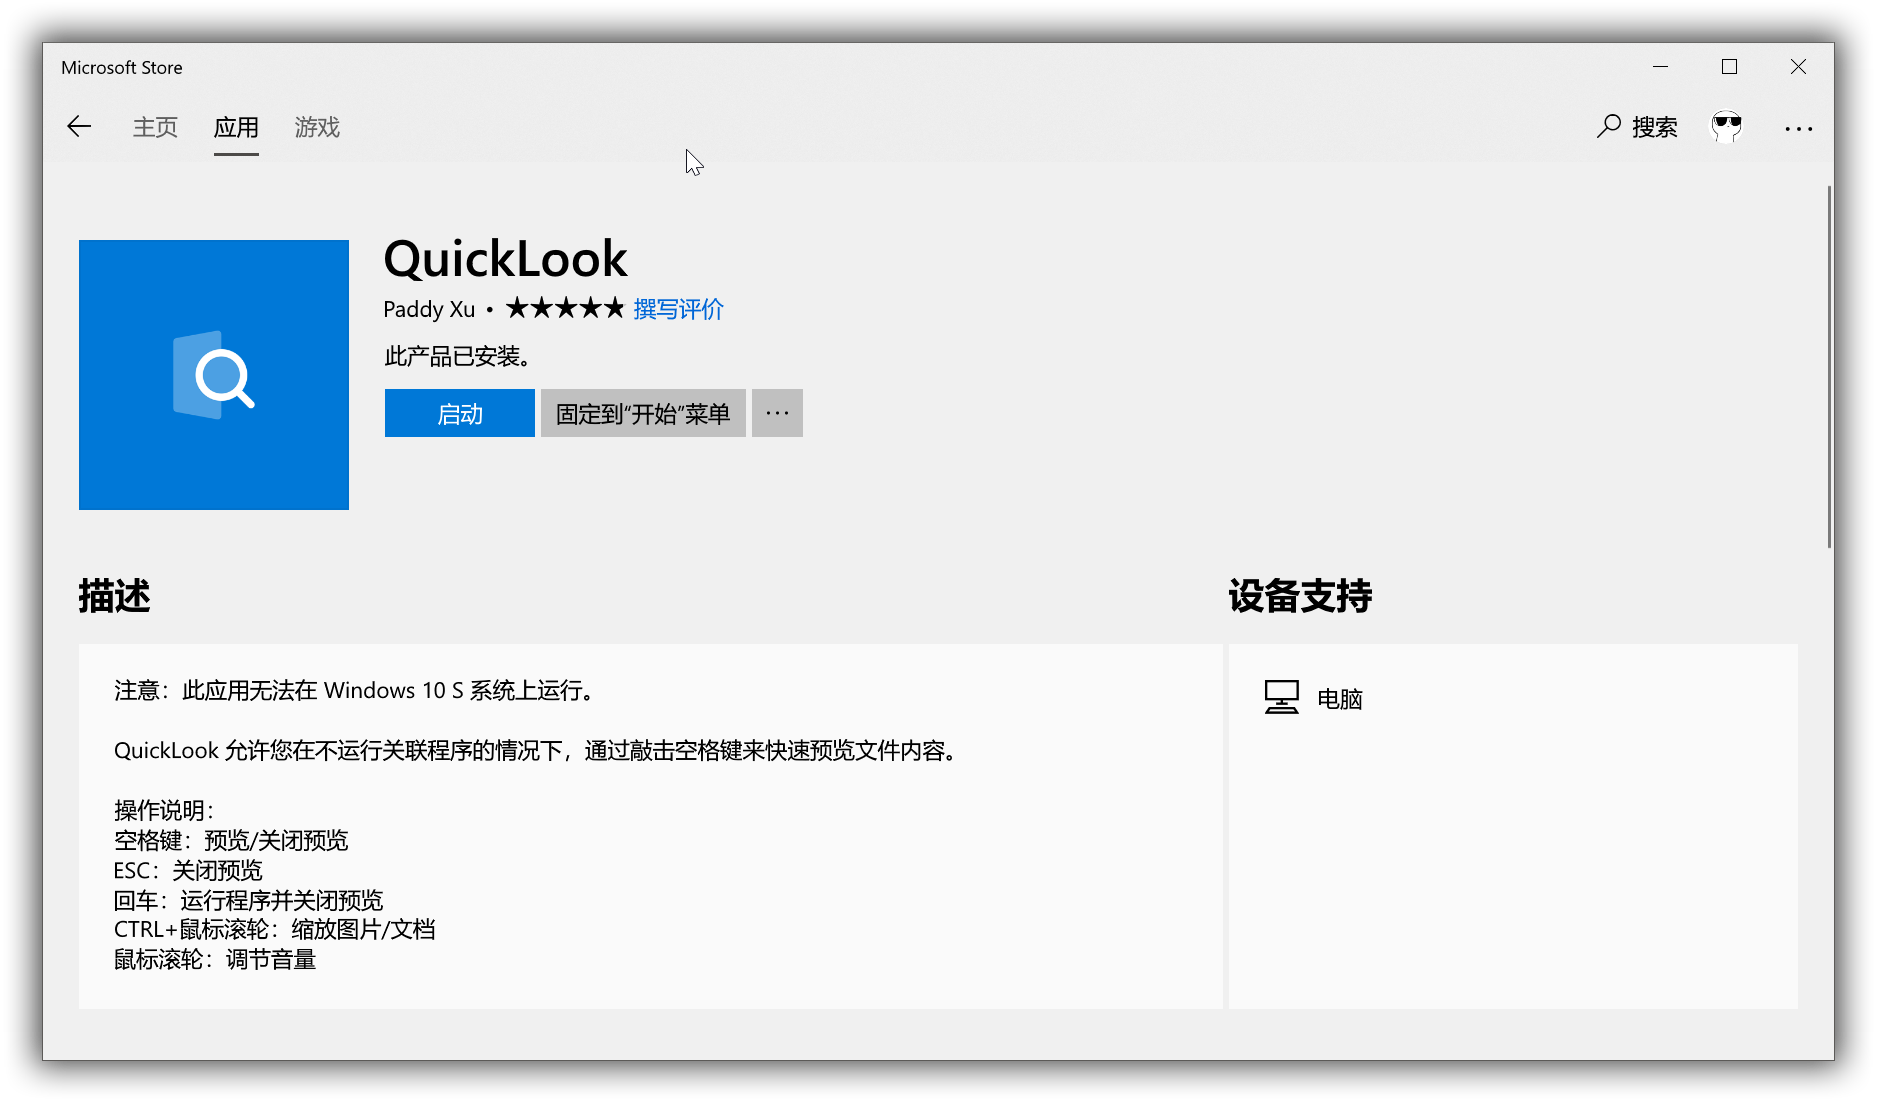 Microsoft Store
主页 应用 游戏 搜索
QuickLook
Paddy Xu • ★★★★★ 撰写评价
此产品已安装。
启动 固定到“开始”菜单 ···
描述
设备支持
注意：此应用无法在 Windows 10 S 系统上运行。
电脑
QuickLook 允许您在不运行关联程序的情况下，通过敲击空格键来快速预览文件内容。
操作说明：
空格键：预览/关闭预览
ESC：关闭预览
回车：运行程序并关闭预览
CTRL+鼠标滚轮：缩放图片/文档
鼠标滚轮：调节音量